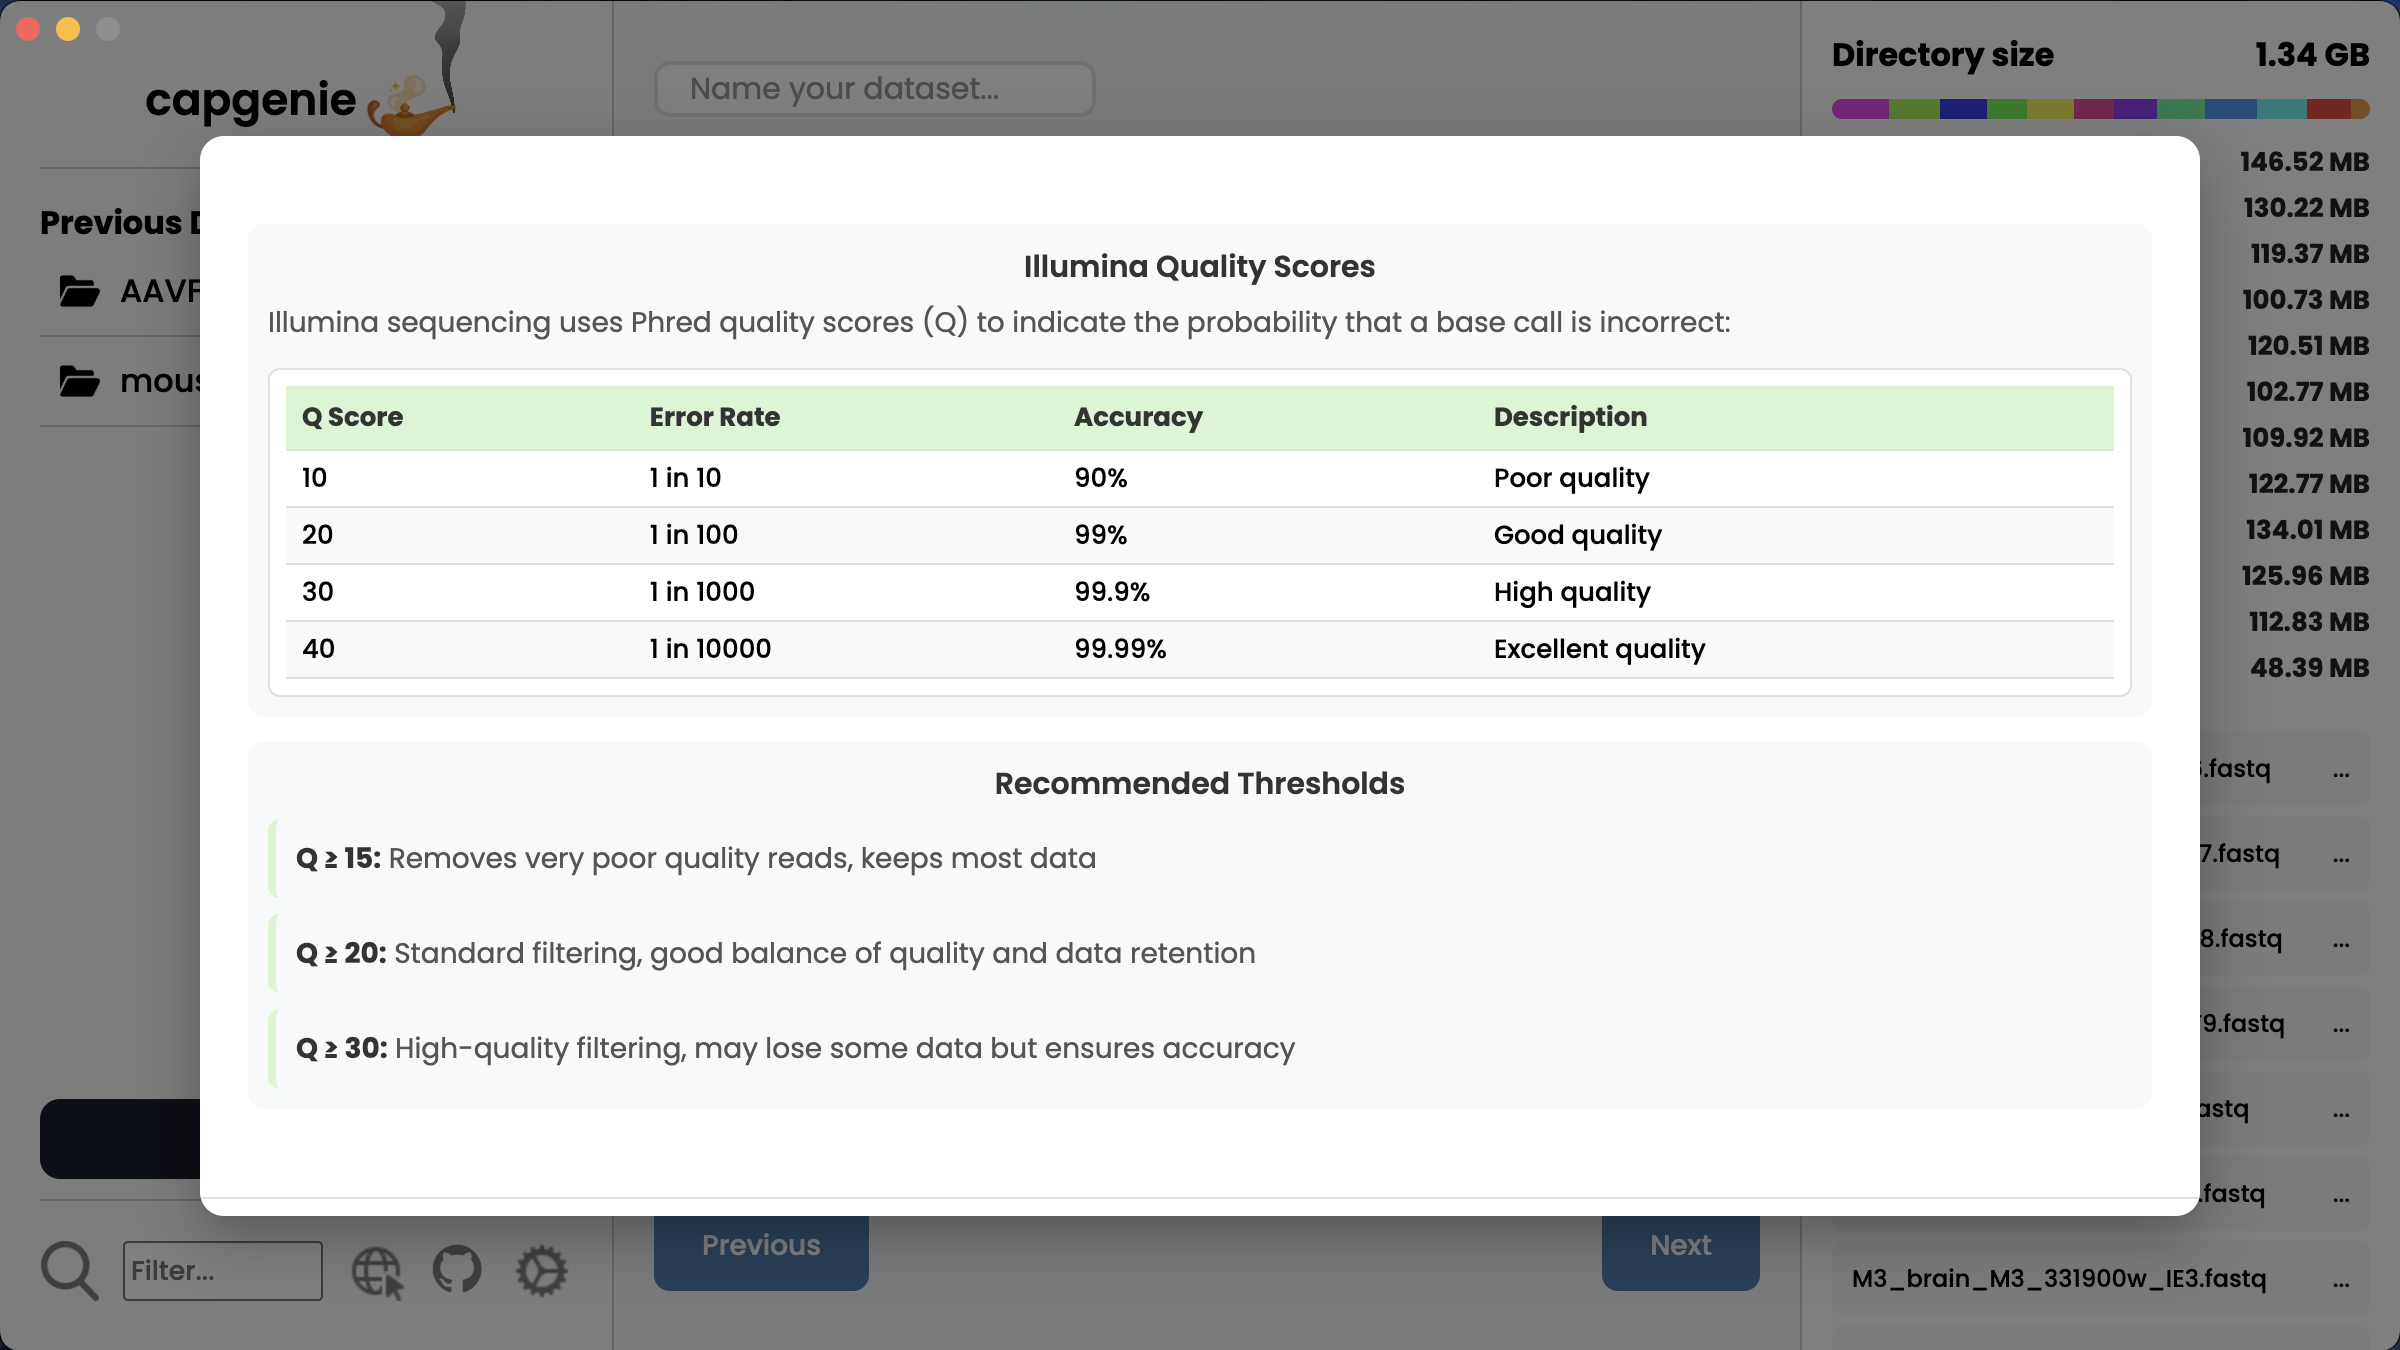 capgenie
Name your dataset...
Directory size 1.34 GB
146.52 MB
130.22 MB
119.37 MB
100.73 MB
120.51 MB
102.77 MB
109.92 MB
122.77 MB
134.01 MB
125.96 MB
112.83 MB
48.39 MB
Previous
Illumina Quality Scores
Illumina sequencing uses Phred quality scores (Q) to indicate the probability that a base call is incorrect:
Q Score Error Rate Accuracy Description
10 1 in 10 90% Poor quality
20 1 in 100 99% Good quality
30 1 in 1000 99.9% High quality
40 1 in 10000 99.99% Excellent quality
Recommended Thresholds
Q ≥ 15: Removes very poor quality reads, keeps most data
Q ≥ 20: Standard filtering, good balance of quality and data retention
Q ≥ 30: High-quality filtering, may lose some data but ensures accuracy
.fastq ...
7.fastq ...
8.fastq ...
9.fastq ...
astq ...
.fastq ...
M3_brain_M3_331900w_IE3.fastq ...
Filter...
Previous
Next